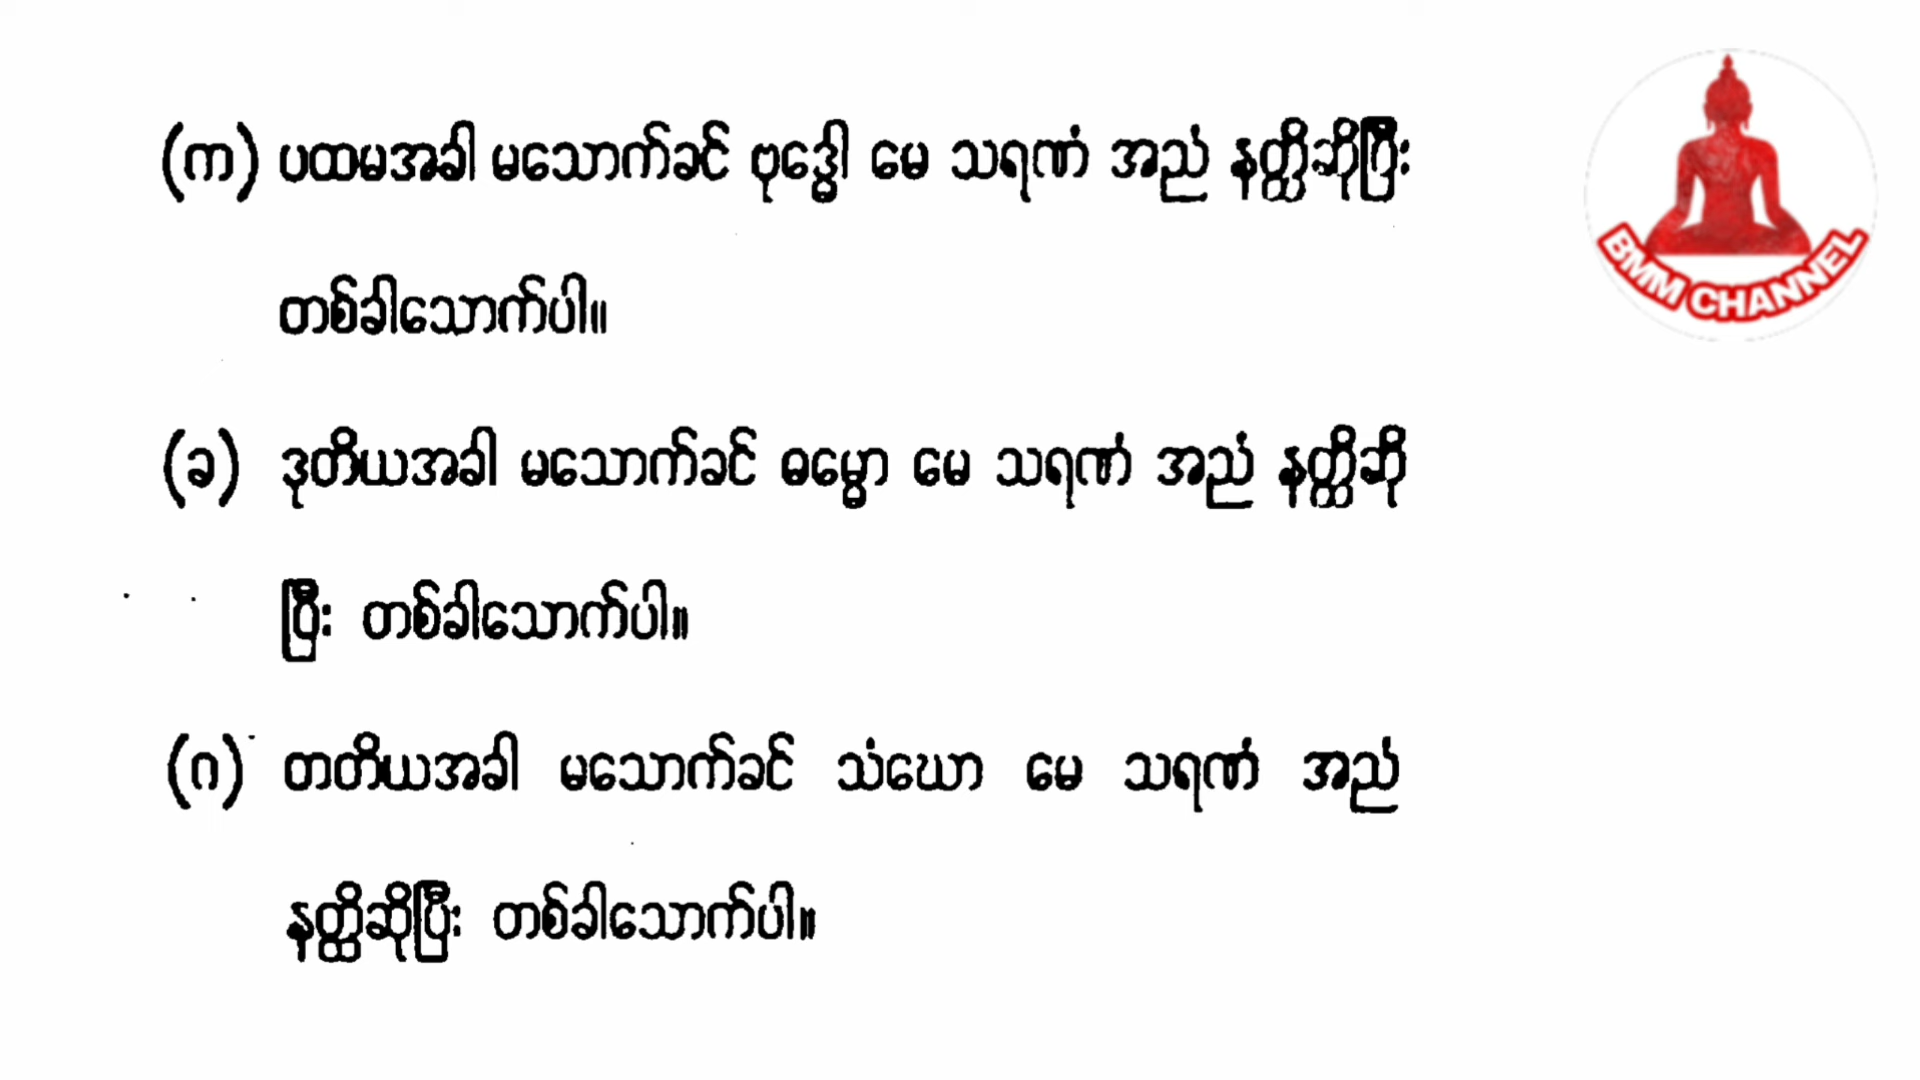 (က) ပထမအခါ မသောက်ခင် ဗုဒ္ဓေါ မေ သရဏံ အညံ နတ္ထိဆိုပြီး
တစ်ခါသောက်ပါ။
(ခ) ဒုတိယအခါ မသောက်ခင် ဓမ္မော မေ သရဏံ အညံ နတ္ထိဆို
ပြီး တစ်ခါသောက်ပါ။
(ဂ) တတိယအခါ မသောက်ခင် သံဃော မေ သရဏံ အညံ
နတ္ထိဆိုပြီး တစ်ခါသောက်ပါ။
BMM CHANNEL